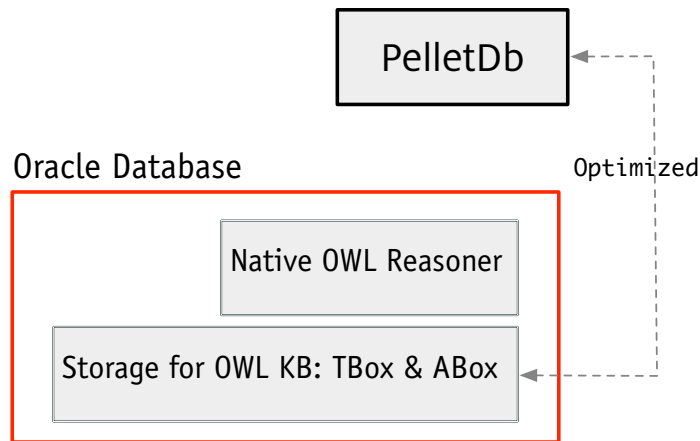 PelletDb
Oracle Database
Optimized
Native OWL Reasoner
Storage for OWL KB: TBox & ABox